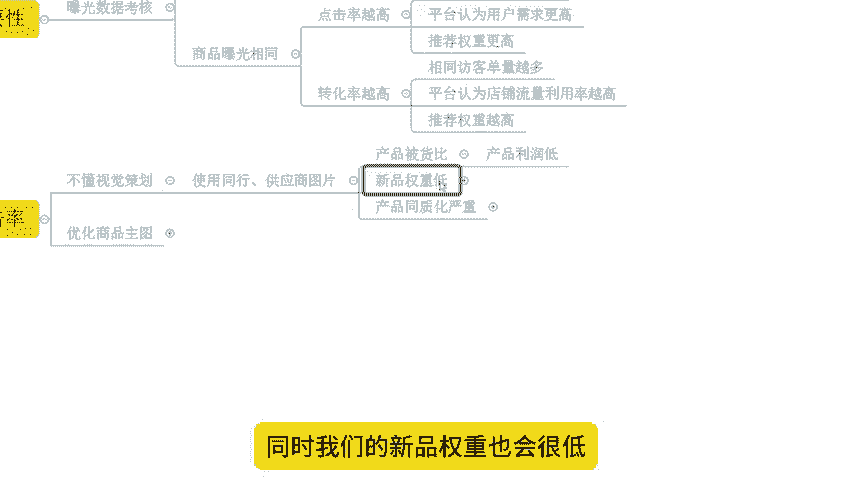 性
曝光数据考核
点击率越高
平台认为用户需求更高
推荐权重更高
商品曝光相同
相同访客单量越多
转化率越高
平台认为店铺流量利用率越高
推荐权重越高
产品被货比
产品利润低
不懂视觉策划
使用同行、供应商图片
新品权重低
产品同质化严重
击率
优化商品主图
同时我们的新品权重也会很低